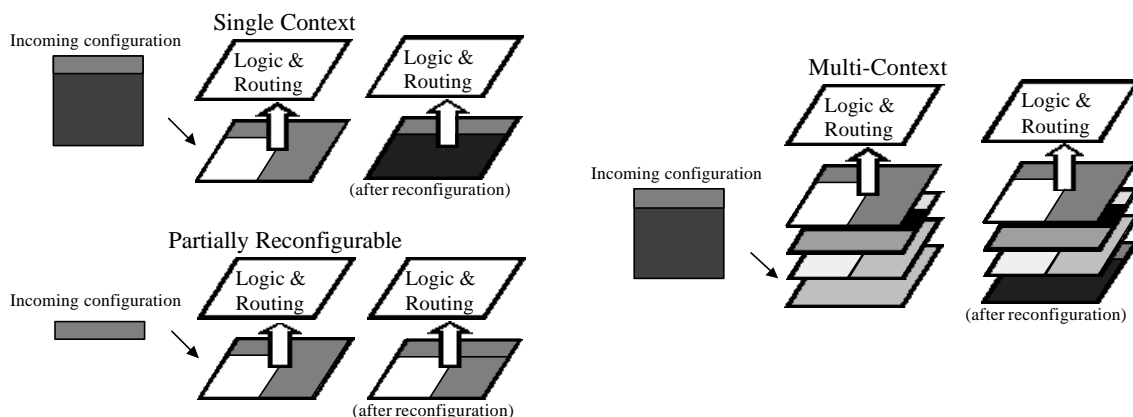 Single Context
Incoming configuration
Logic &
Routing
Logic &
Routing
(after reconfiguration)
Partially Reconfigurable
Incoming configuration
Logic &
Routing
Logic &
Routing
(after reconfiguration)
Multi-Context
Incoming configuration
Logic &
Routing
Logic &
Routing
(after reconfiguration)